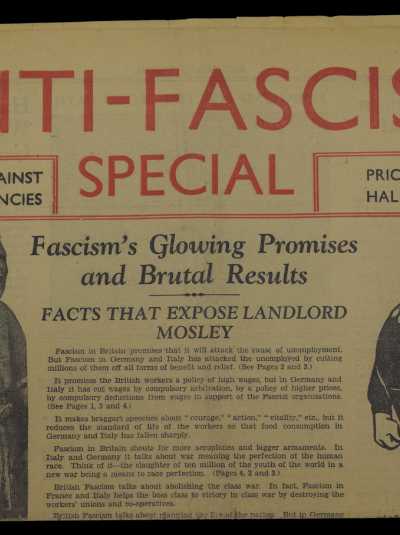 NTI-FASCIS
AINST
NCIES
SPECIAL
PRIC
HAL
Fascism's Glowing Promises
and Brutal Results
FACTS THAT EXPOSE LANDLORD
MOSLEY
Fascism in Britain promises that it will attack the cause of unemployment.
But Fascism in Germany and Italy has attacked the unemployed by cutting
millions of them off all forms of benefit and relief. (See Pages 2 and 3.)
It promises the British workers a policy of high wages, but in Germany and
Italy it has cut wages by compulsory arbitration, by a policy of higher prices,
by compulsory deductions from wages in support of the Fascist organisations.
(See Pages 1, 3 and 4.)
It makes braggart speeches about "courage," "action," "vitality," etc., but it
reduces the standard of life of the workers so that food consumption in
Germany and Italy has fallen sharply.
Fascism in Britain shouts for more aeroplanes and bigger armaments. In
Italy and Germany it talks about war meaning the perfection of the human
race. Think of it—the slaughter of ten million of the youth of the world in a
new war being a means to race perfection. (Pages 4, 2 and 3.)
British Fascism talks about abolishing the class war. In fact, Fascism in
France and Italy helps the boss class to victory in class war by destroying the
workers' unions and co-operatives.
British Fascism talks about planning the life of the nation. But in Germany